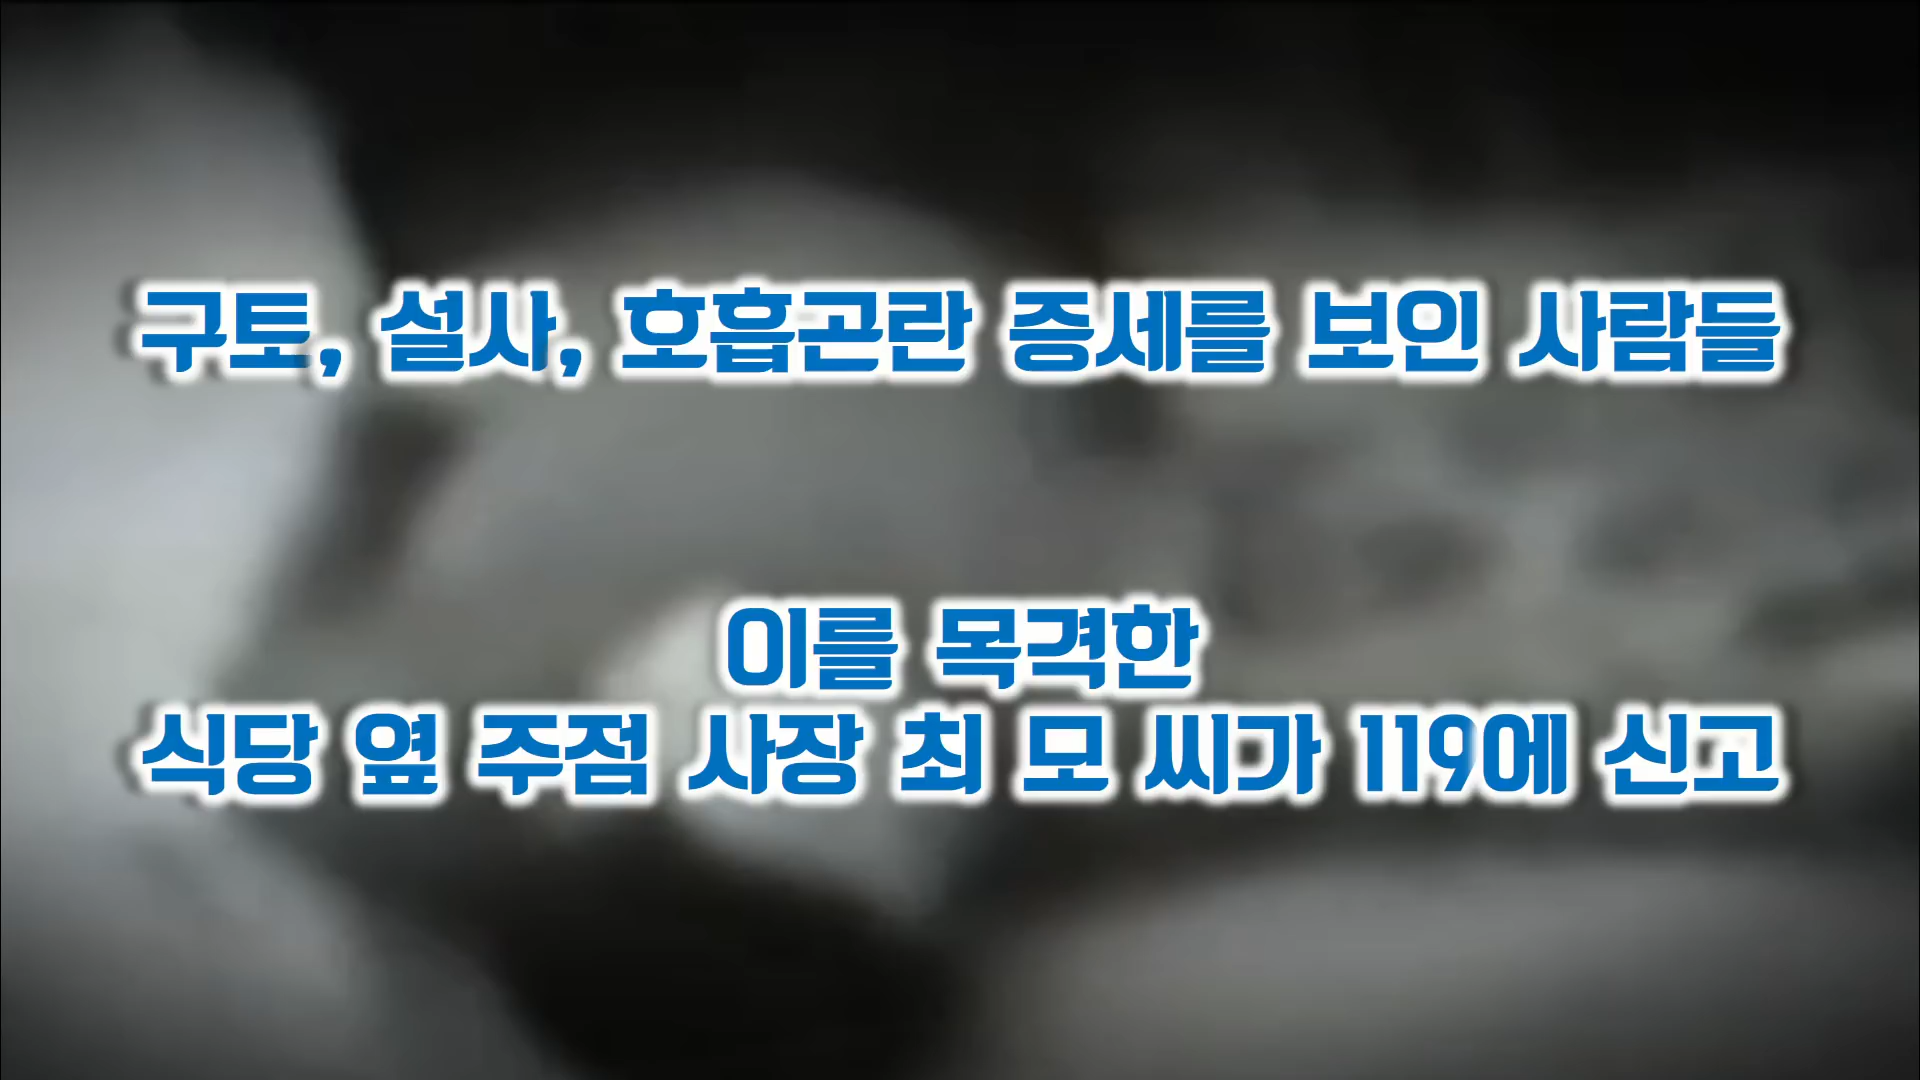 구토, 설사, 호흡곤란 증세를 보인 사람들
이를 목격한
식당 옆 주점 사장 최 모 씨가 119에 신고